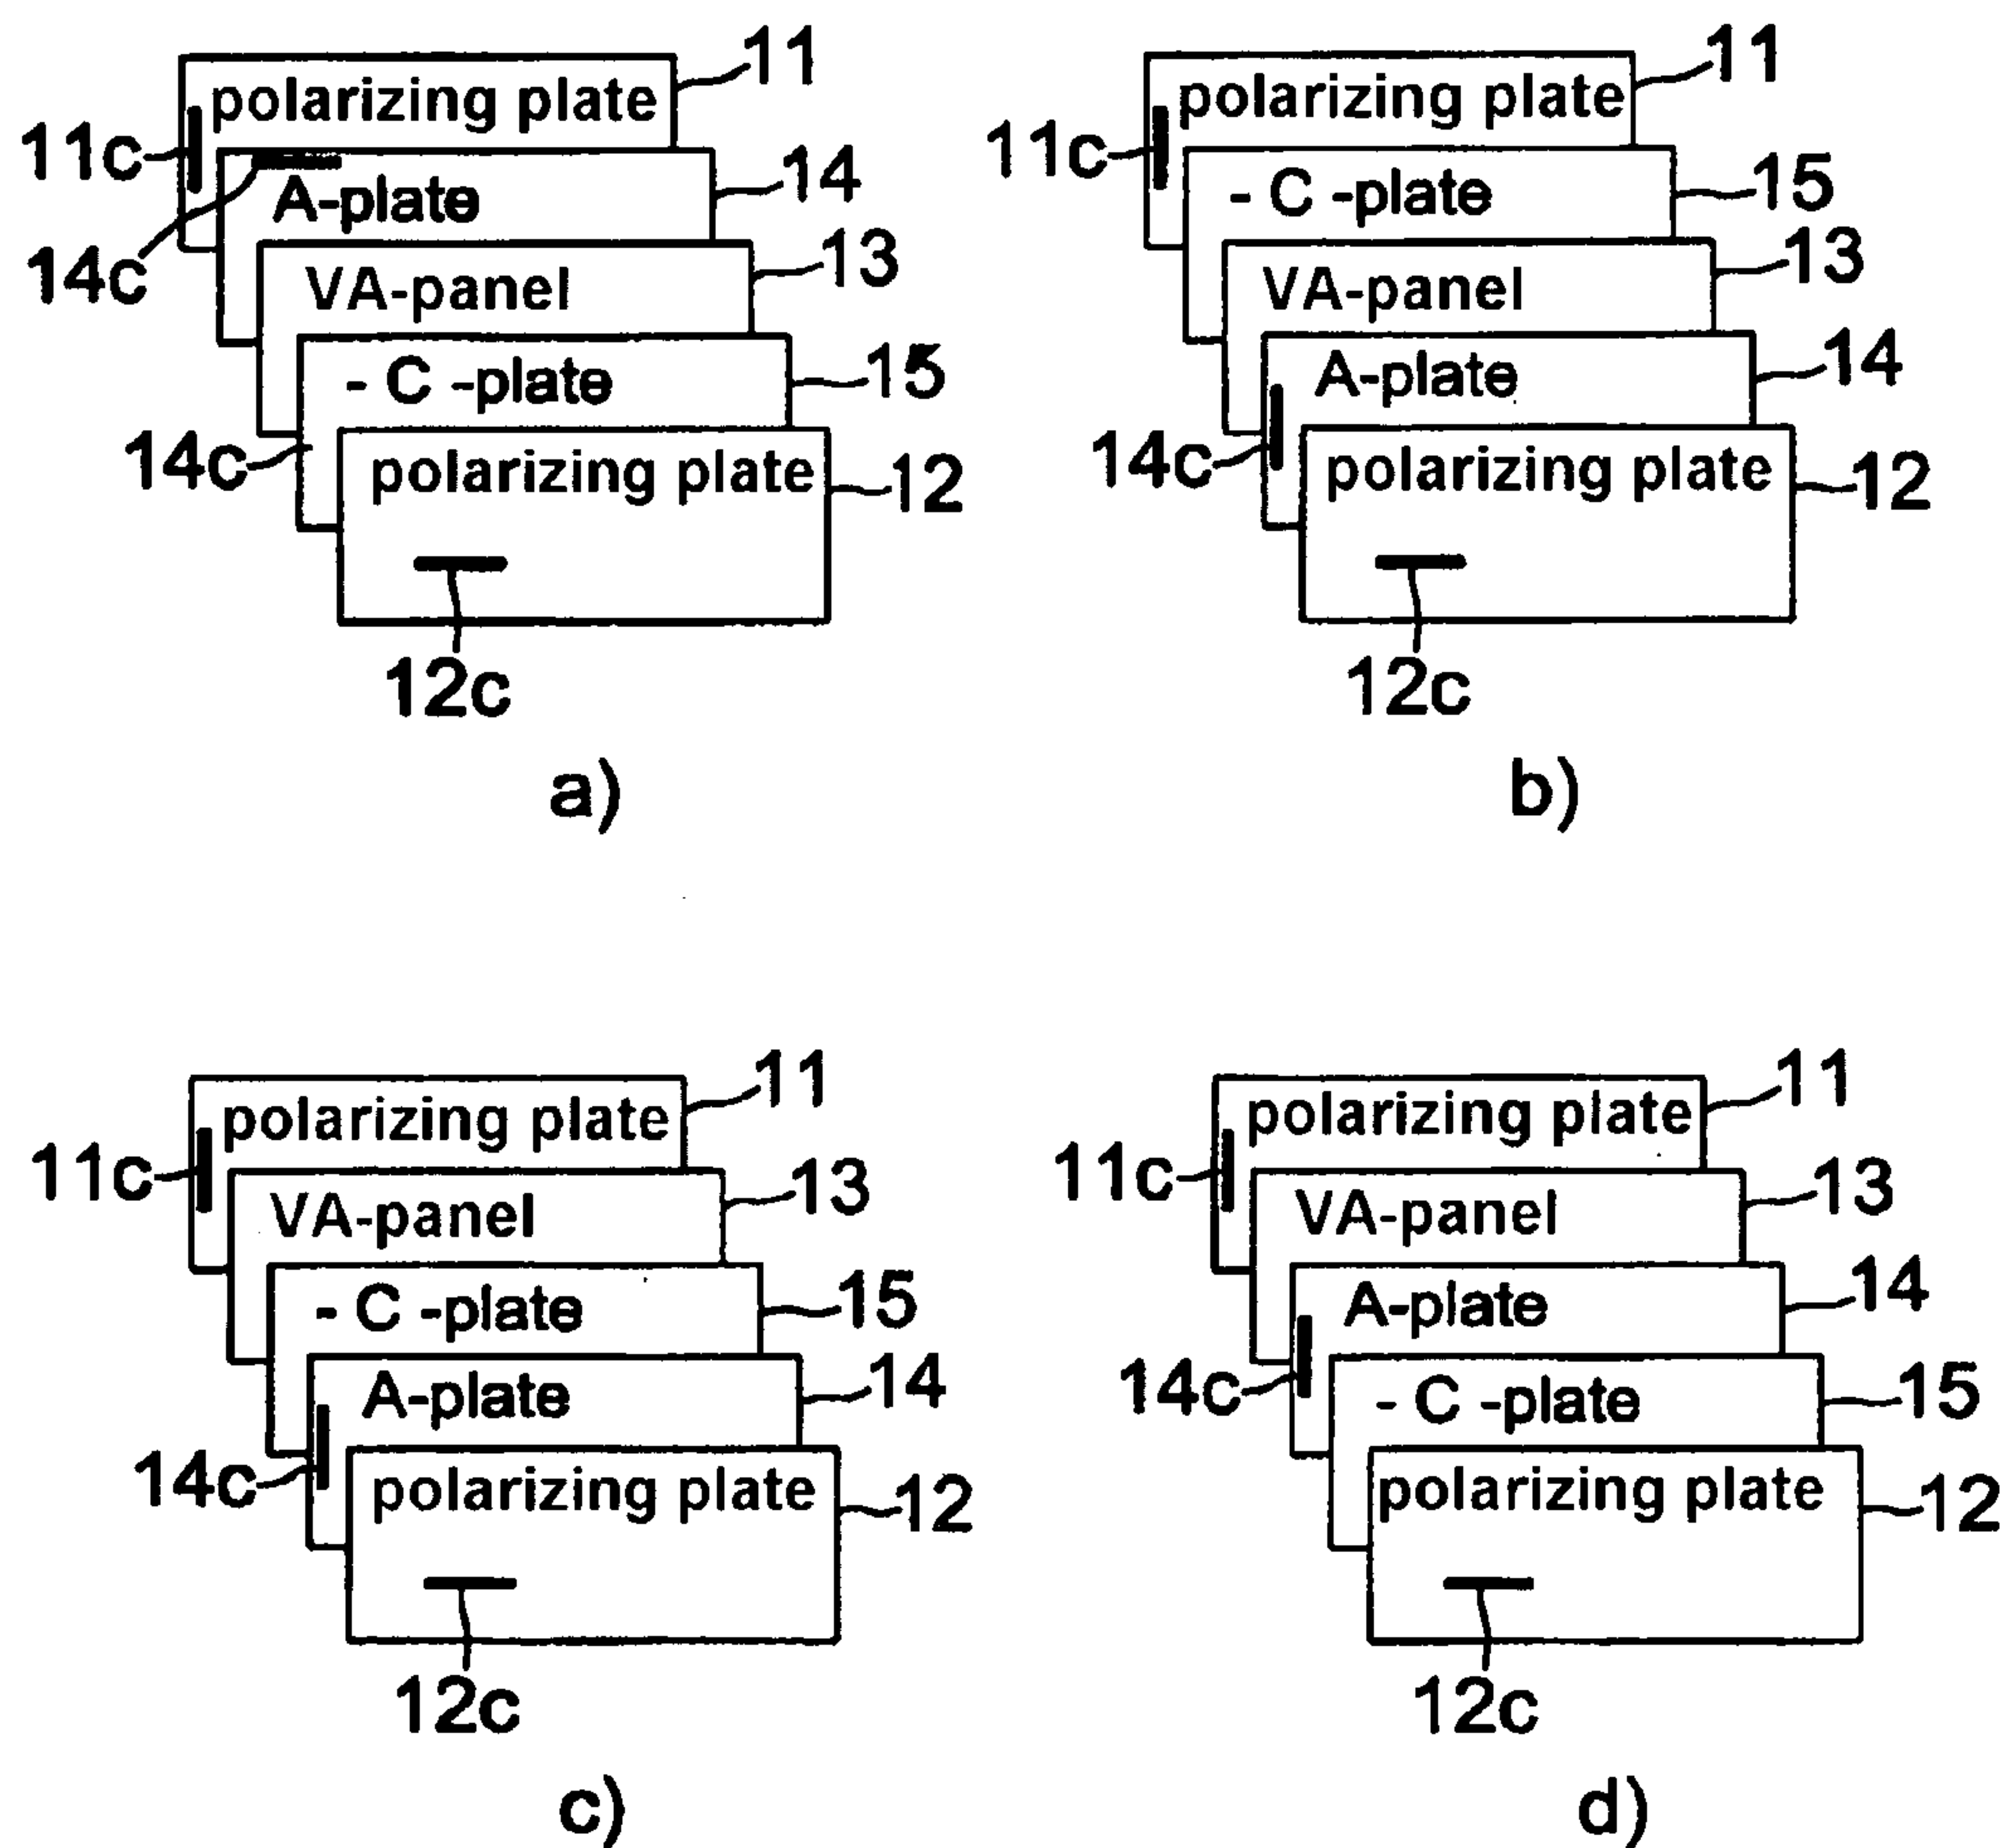 11
polarizing plate
11c
14
A-plate
14c
13
VA-panel
15
- C -plate
14c
polarizing plate
12
12c
a)
11
polarizing plate
11c
15
- C -plate
13
VA-panel
14
A-plate
14c
polarizing plate
12
12c
b)
11
polarizing plate
11c
13
VA-panel
15
- C -plate
14
A-plate
14c
polarizing plate
12
12c
c)
11
polarizing plate
11c
13
VA-panel
14
A-plate
14c
15
- C -plate
polarizing plate
12
12c
d)